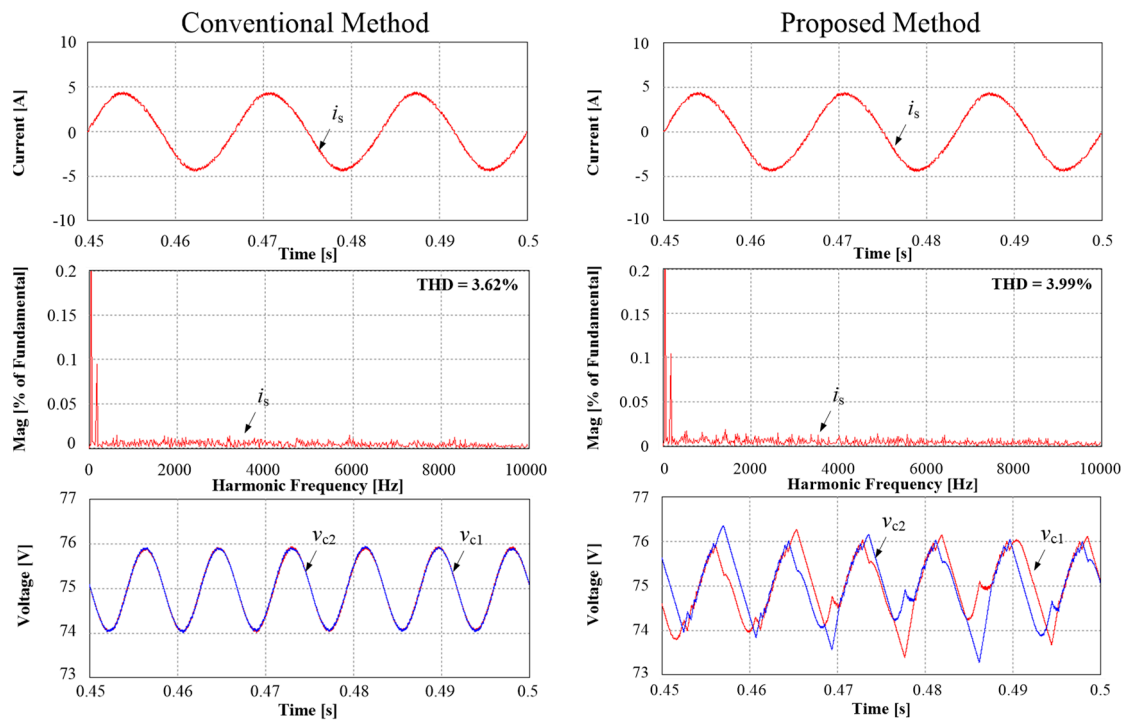 Conventional Method
Current [A]
10
5
0
-5
-10
i_s
0.45 0.46 0.47 0.48 0.49 0.5
Time [s]
Mag [% of Fundamental]
0.2
0.15
0.1
0.05
0
THD = 3.62%
i_s
0 2000 4000 6000 8000 10000
Harmonic Frequency [Hz]
Voltage [V]
77
76
75
74
73
v_c2 v_c1
0.45 0.46 0.47 0.48 0.49 0.5
Time [s]
Proposed Method
Current [A]
10
5
0
-5
-10
i_s
0.45 0.46 0.47 0.48 0.49 0.5
Time [s]
Mag [% of Fundamental]
0.2
0.15
0.1
0.05
0
THD = 3.99%
i_s
0 2000 4000 6000 8000 10000
Harmonic Frequency [Hz]
Voltage [V]
77
76
75
74
73
v_c2 v_c1
0.45 0.46 0.47 0.48 0.49 0.5
Time [s]